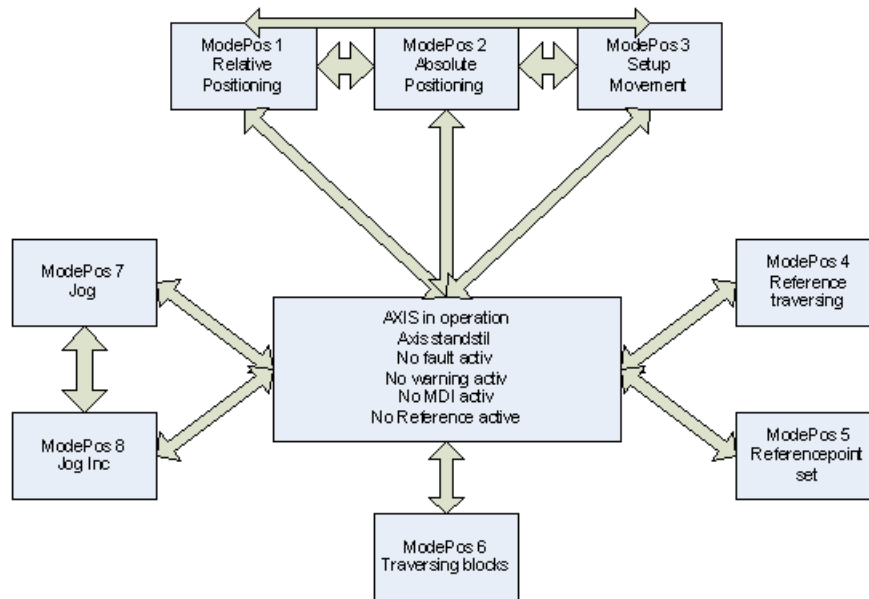 ModePos 1
Relative
Positioning
ModePos 2
Absolute
Positioning
ModePos 3
Setup
Movement
ModePos 7
Jog
ModePos 4
Reference
traversing
AXIS in operation
Axis standstil
No fault activ
No warning activ
No MDI activ
No Reference active
ModePos 8
Jog Inc
ModePos 5
Referencepoint
set
ModePos 6
Traversing blocks